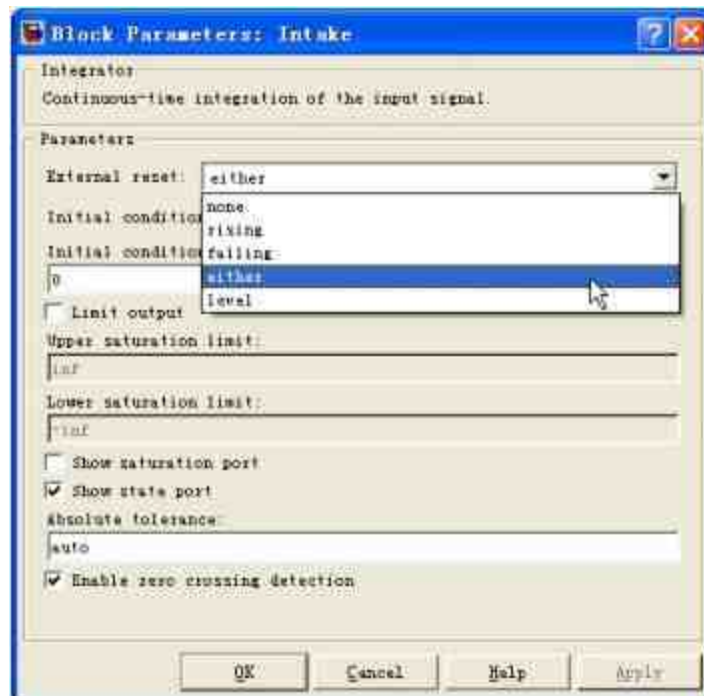 Block Parameters: Intake
Integrator
Continuous-time integration of the input signal.
Parameters
External reset: either
none
Initial condition
rising
Initial condition
falling
0
either
level
Limit output
Upper saturation limit:
inf
Lower saturation limit:
-inf
Show saturation port
Show state port
Absolute tolerance:
auto
Enable zero crossing detection
OK
Cancel
Help
Apply